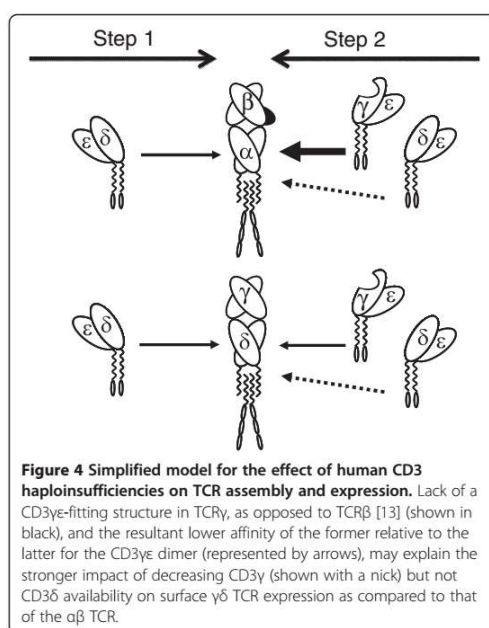 Step 1 Step 2
β
γ ε
ε δ
α
δ ε
γ
γ ε
ε δ
δ
δ ε
Figure 4 Simplified model for the effect of human CD3
haploinsufficiencies on TCR assembly and expression. Lack of a
CD3γε-fitting structure in TCRγ, as opposed to TCRβ [13] (shown in
black), and the resultant lower affinity of the former relative to the
latter for the CD3γE dimer (represented by arrows), may explain the
stronger impact of decreasing CD3γ (shown with a nick) but not
CD3δ availability on surface γδ TCR expression as compared to that
of the αβ TCR.